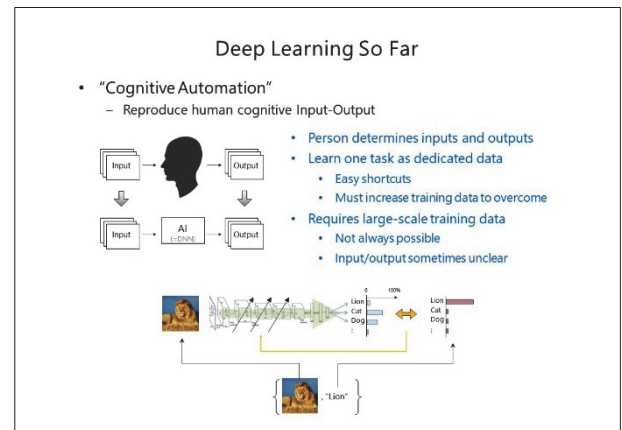 Deep Learning So Far
• "Cognitive Automation"
– Reproduce human cognitive Input-Output
Input
Output
Input
AI
(=DNN)
Output
• Person determines inputs and outputs
• Learn one task as dedicated data
• Easy shortcuts
• Must increase training data to overcome
• Requires large-scale training data
• Not always possible
• Input/output sometimes unclear
0 100%
Lion
Cat
Dog
⋮
Lion
Cat
Dog
⋮
{ , "Lion" }